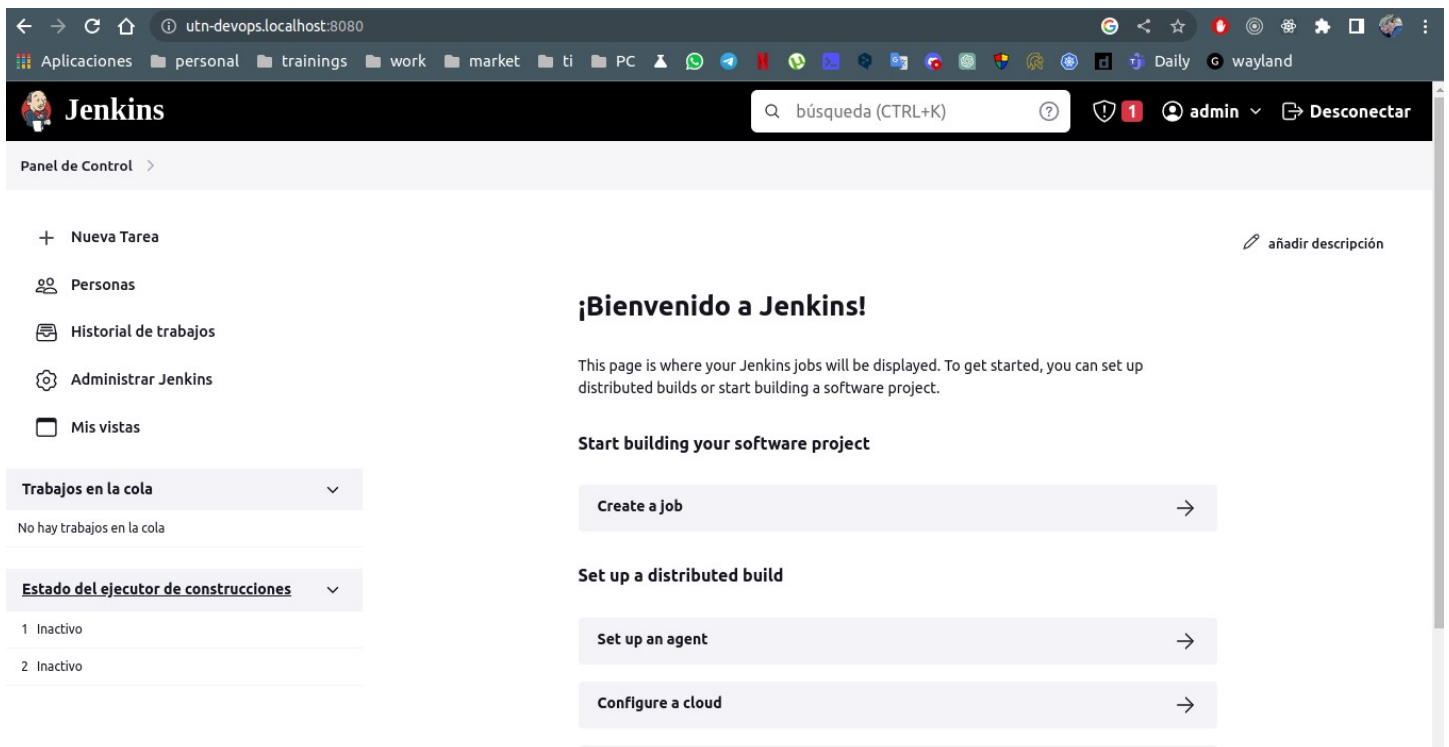 utn-devops.localhost:8080
Aplicaciones personal trainings work market ti PC Daily wayland
Jenkins búsqueda (CTRL+K) 1 admin Desconectar
Panel de Control
Nueva Tarea
añadir descripción
Personas
Historial de trabajos
Administrar Jenkins
Mis vistas
Trabajos en la cola
No hay trabajos en la cola
Estado del ejecutor de construcciones
1 Inactivo
2 Inactivo
¡Bienvenido a Jenkins!
This page is where your Jenkins jobs will be displayed. To get started, you can set up
distributed builds or start building a software project.
Start building your software project
Create a job
Set up a distributed build
Set up an agent
Configure a cloud